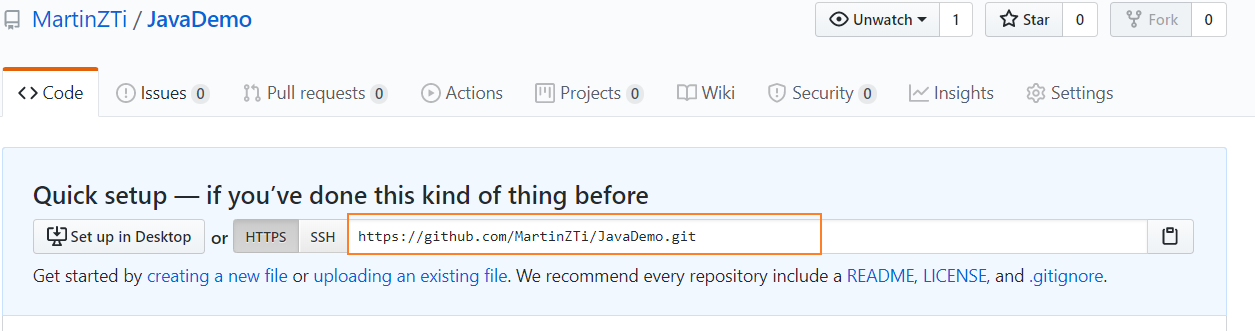 MartinZTi / JavaDemo Unwatch 1 Star 0 Fork 0
Code Issues 0 Pull requests 0 Actions Projects 0 Wiki Security 0 Insights Settings
Quick setup — if you’ve done this kind of thing before
Set up in Desktop or HTTPS SSH https://github.com/MartinZTi/JavaDemo.git
Get started by creating a new file or uploading an existing file. We recommend every repository include a README, LICENSE, and .gitignore.